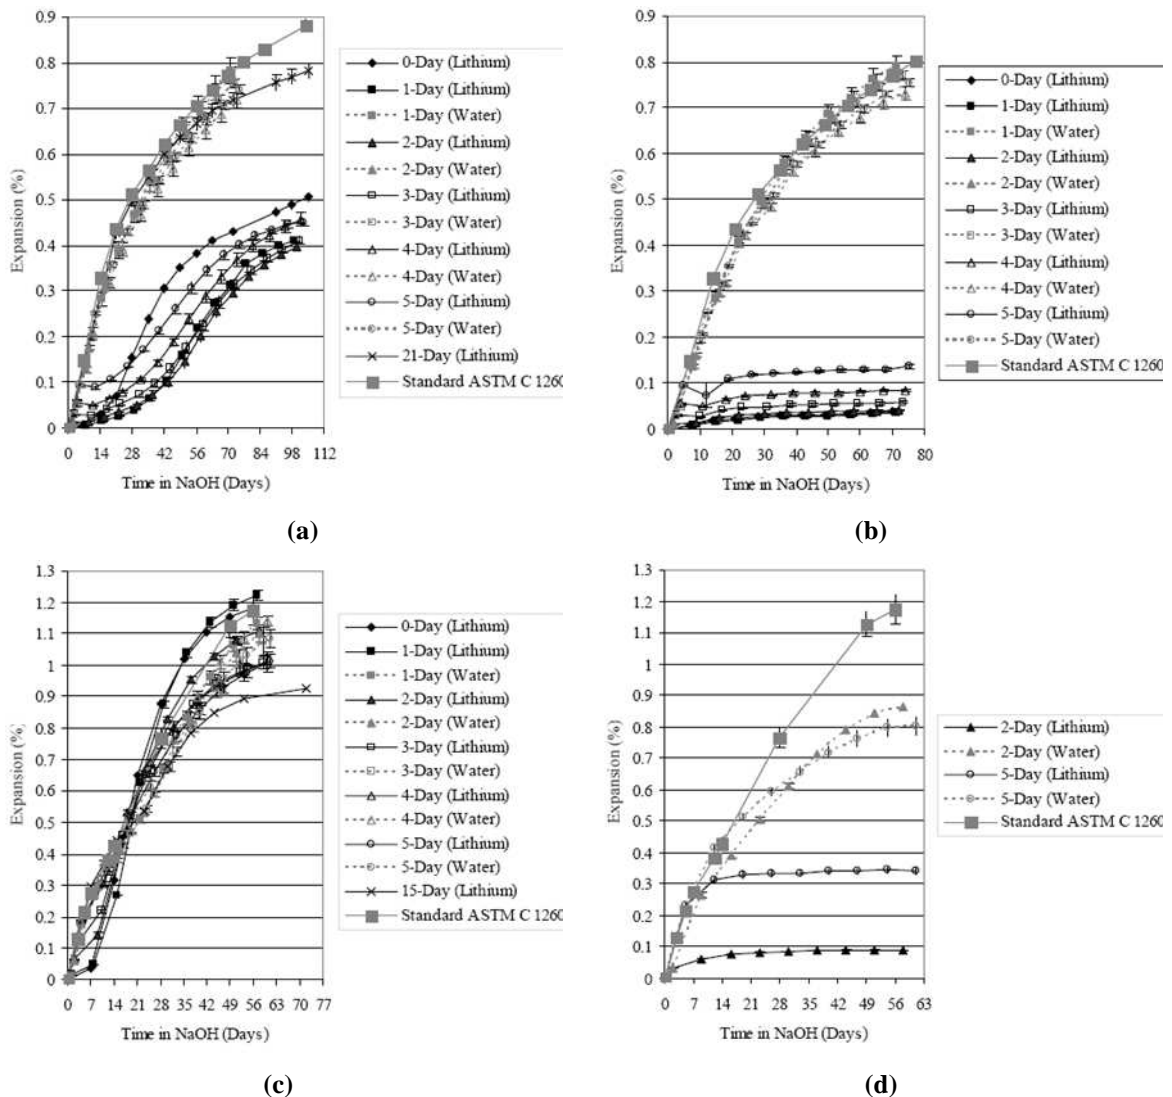 0.9
0.8
0.7
0.6
0.5
0.4
0.3
0.2
0.1
0
Expansion (%)
0 14 28 42 56 70 84 98 112
Time in NaOH (Days)
0-Day (Lithium)
1-Day (Lithium)
1-Day (Water)
2-Day (Lithium)
2-Day (Water)
3-Day (Lithium)
3-Day (Water)
4-Day (Lithium)
4-Day (Water)
5-Day (Lithium)
5-Day (Water)
21-Day (Lithium)
Standard ASTM C 1260
(a)
0.9
0.8
0.7
0.6
0.5
0.4
0.3
0.2
0.1
0
Expansion (%)
0 10 20 30 40 50 60 70 80
Time in NaOH (Days)
0-Day (Lithium)
1-Day (Lithium)
1-Day (Water)
2-Day (Lithium)
2-Day (Water)
3-Day (Lithium)
3-Day (Water)
4-Day (Lithium)
4-Day (Water)
5-Day (Lithium)
5-Day (Water)
Standard ASTM C 1260
(b)
1.3
1.2
1.1
1
0.9
0.8
0.7
0.6
0.5
0.4
0.3
0.2
0.1
0
Expansion (%)
0 7 14 21 28 35 42 49 56 63 70 77
Time in NaOH (Days)
0-Day (Lithium)
1-Day (Lithium)
1-Day (Water)
2-Day (Lithium)
2-Day (Water)
3-Day (Lithium)
3-Day (Water)
4-Day (Lithium)
4-Day (Water)
5-Day (Lithium)
5-Day (Water)
15-Day (Lithium)
Standard ASTM C 1260
(c)
1.3
1.2
1.1
1
0.9
0.8
0.7
0.6
0.5
0.4
0.3
0.2
0.1
0
Expansion (%)
0 7 14 21 28 35 42 49 56 63
Time in NaOH (Days)
2-Day (Lithium)
2-Day (Water)
5-Day (Lithium)
5-Day (Water)
Standard ASTM C 1260
(d)